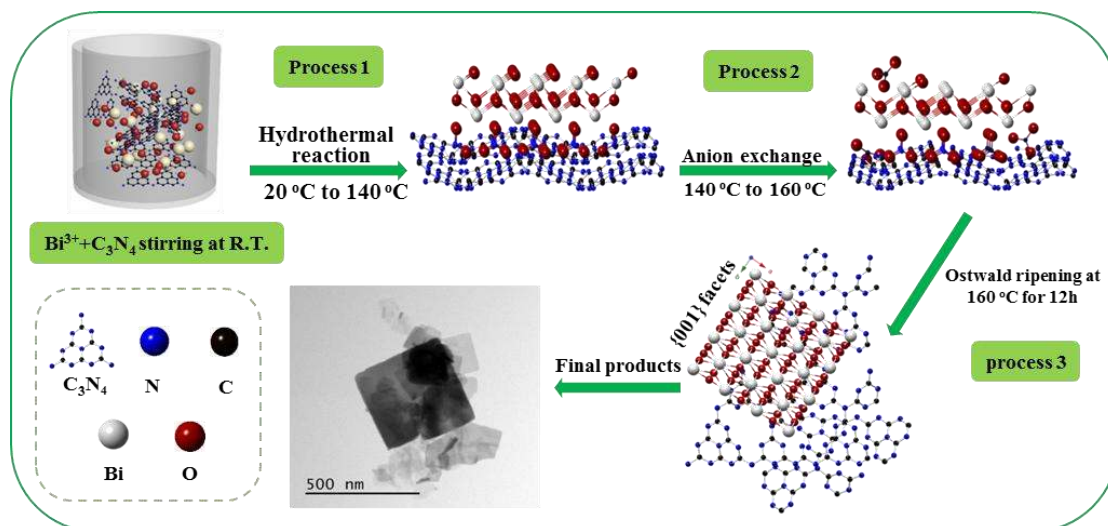 Process 1
Hydrothermal
reaction
20 °C to 140 °C
Process 2
Anion exchange
140 °C to 160 °C
Bi³⁺+C₃N₄ stirring at R.T.
Ostwald ripening at
160 °C for 12h
process 3
{001} facets
Final products
500 nm
C₃N₄
N
C
Bi
O